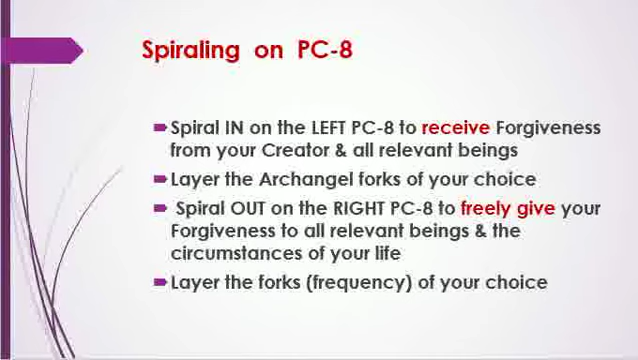 Spiraling on PC-8
Spiral IN on the LEFT PC-8 to receive Forgiveness
from your Creator & all relevant beings
Layer the Archangel forks of your choice
Spiral OUT on the RIGHT PC-8 to freely give your
Forgiveness to all relevant beings & the
circumstances of your life
Layer the forks (frequency) of your choice